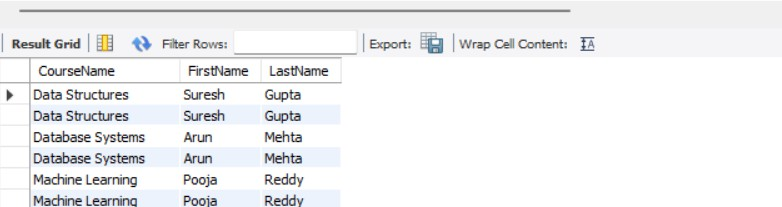 Result Grid Filter Rows: Export: Wrap Cell Content: IA
CourseName FirstName LastName
Data Structures Suresh Gupta
Data Structures Suresh Gupta
Database Systems Arun Mehta
Database Systems Arun Mehta
Machine Learning Pooja Reddy
Machine Learning Pooja Reddy